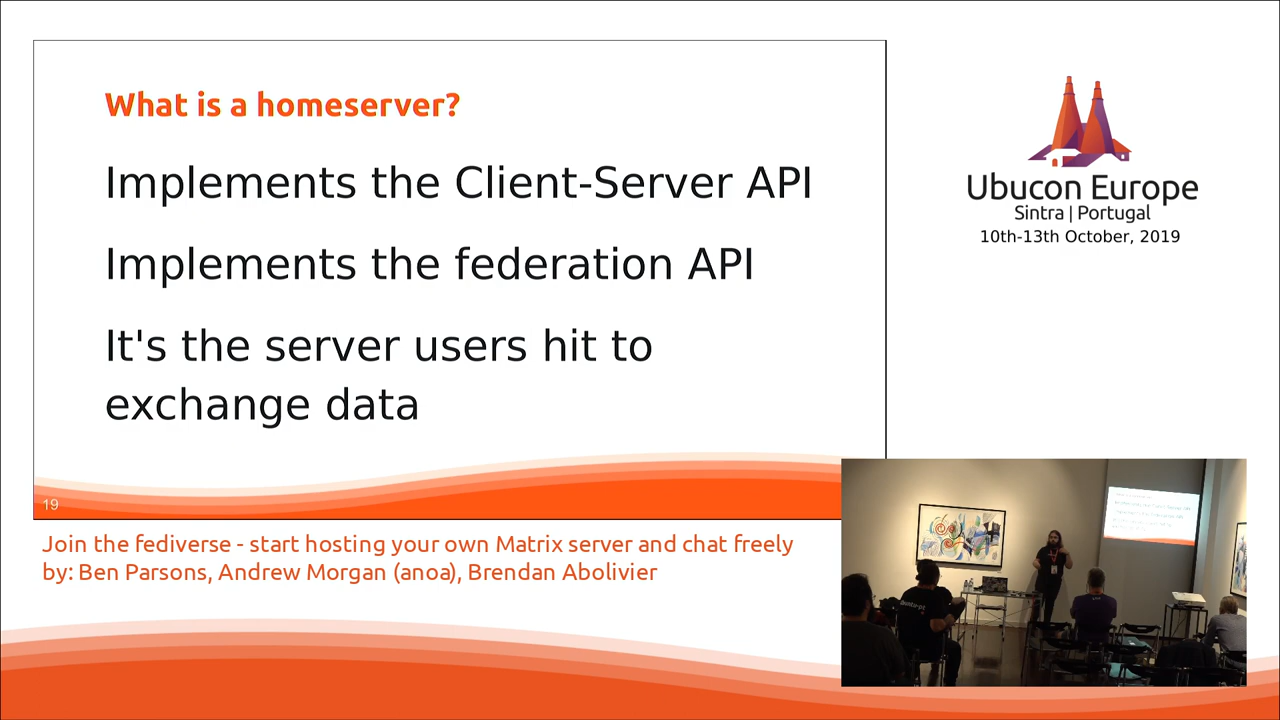 What is a homeserver?
Implements the Client-Server API
Implements the federation API
It's the server users hit to
exchange data
19
Ubucon Europe
Sintra | Portugal
10th-13th October, 2019
Join the fediverse - start hosting your own Matrix server and chat freely
by: Ben Parsons, Andrew Morgan (anoa), Brendan Abolivier